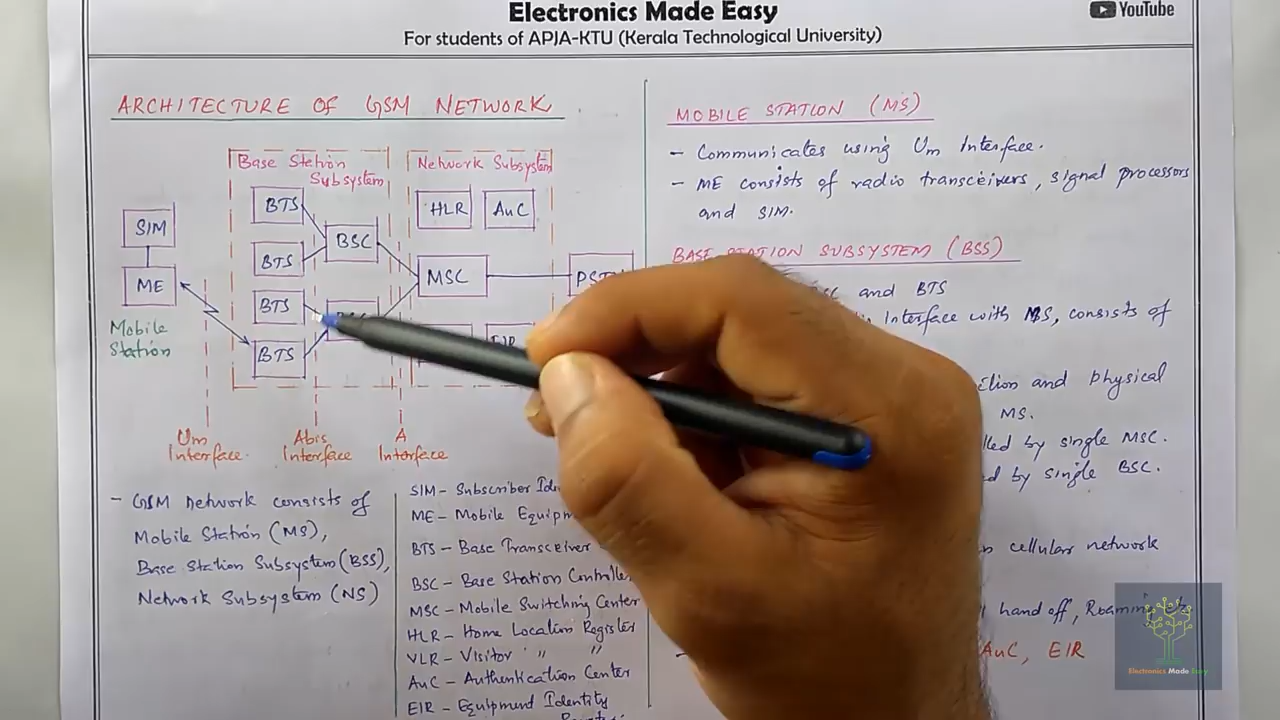 Electronics Made Easy
YouTube
For students of APJA-KTU (Kerala Technological University)
ARCHITECTURE OF GSM NETWORK
Base Station
Subsystem
Network Subsystem
BTS
HLR
AuC
SIM
BSC
BTS
MSC
ME
BTS
BTS
Mobile
Station
Um
Interface
Abis
Interface
A
Interface
- GSM Network consists of
Mobile Station (MS),
Base Station Subsystem (BSS),
Network Subsystem (NS)
SIM - Subscriber
ME - Mobile
BTS - Base Transceiver
BSC - Base Station Controller
MSC - Mobile Switching Center
HLR - Home Location Register
VLR - Visitor " "
AuC - Authentication Center
EIR - Equipment Identity
MOBILE STATION (MS)
- Communicates using Um Interface.
- ME consists of radio transceivers, signal processors
and SIM.
BASE STATION SUBSYSTEM (BSS)
and BTS
Interface with MS, consists of
and physical
MS.
by single MSC.
by single BSC.
cellular network
hand off, Roaming etc
AuC, EIR
Electronics Made Easy